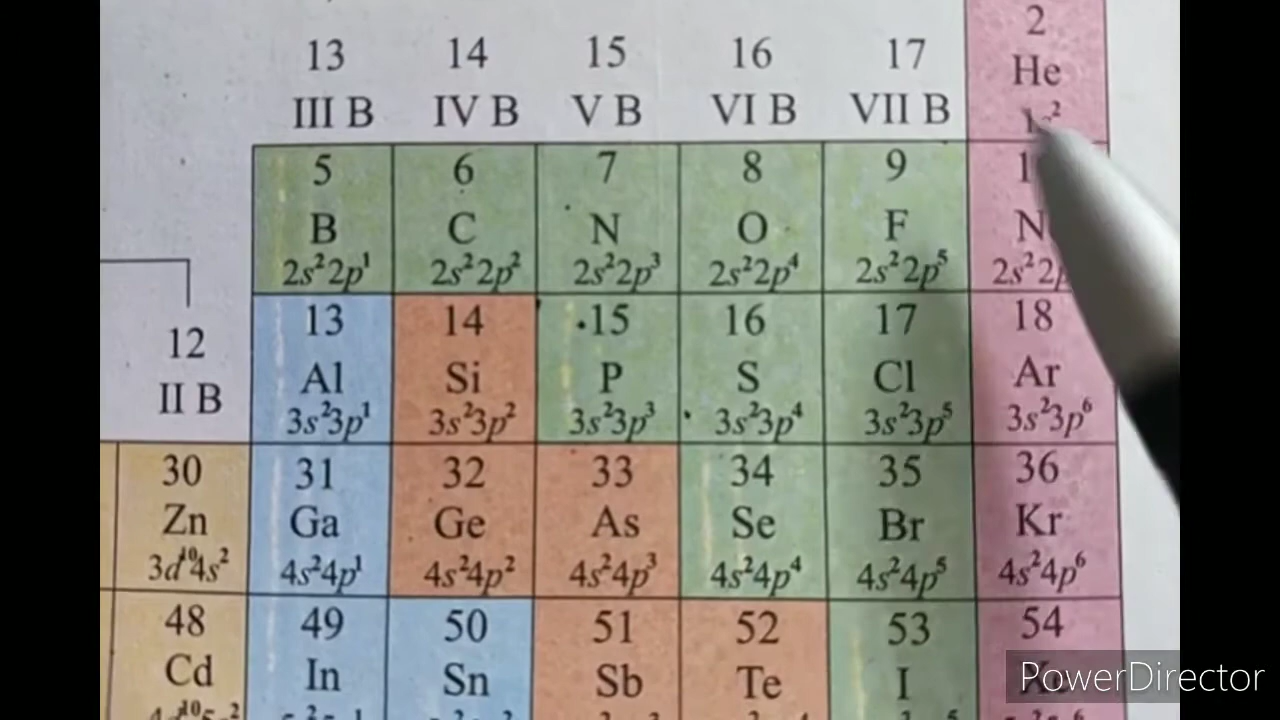 2
He
13 14 15 16 17
III B IV B V B VI B VII B
5 6 7 8 9
B C N O F
2s²2p¹ 2s²2p² 2s²2p³ 2s²2p⁴ 2s²2p⁵
13 14 15 16 17 18
12
Al Si P S Cl Ar
II B
3s²3p¹ 3s²3p² 3s²3p³ 3s²3p⁴ 3s²3p⁵ 3s²3p⁶
30 31 32 33 34 35 36
Zn Ga Ge As Se Br Kr
3d¹⁰4s² 4s²4p¹ 4s²4p² 4s²4p³ 4s²4p⁴ 4s²4p⁵ 4s²4p⁶
48 49 50 51 52 53 54
Cd In Sn Sb Te I
PowerDirector